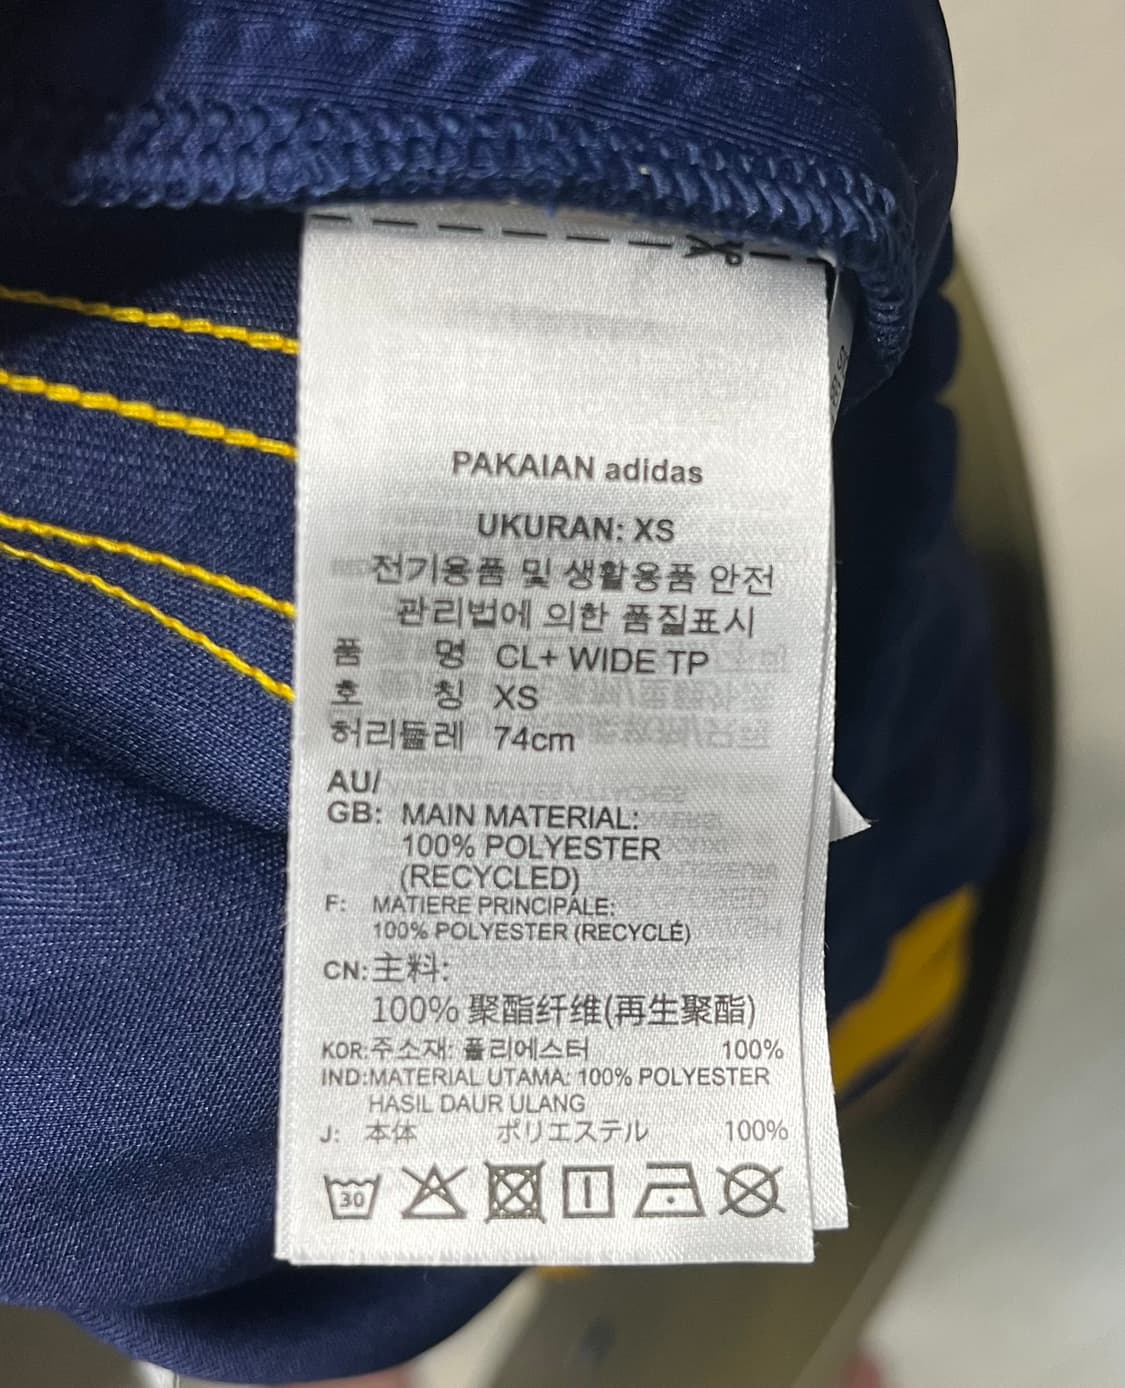 PAKAIAN adidas
UKURAN: XS
전기용품 및 생활용품 안전
관리법에 의한 품질표시
품 명 CL+ WIDE TP
호 칭 XS
허리둘레 74cm
AU/
GB: MAIN MATERIAL:
100% POLYESTER
(RECYCLED)
F: MATIERE PRINCIPALE:
100% POLYESTER (RECYCLÉ)
CN: 主料:
100% 聚酯纤维(再生聚酯)
KOR: 주소재: 폴리에스터 100%
IND: MATERIAL UTAMA: 100% POLYESTER
HASIL DAUR ULANG
J: 本体 ポリエステル 100%
30